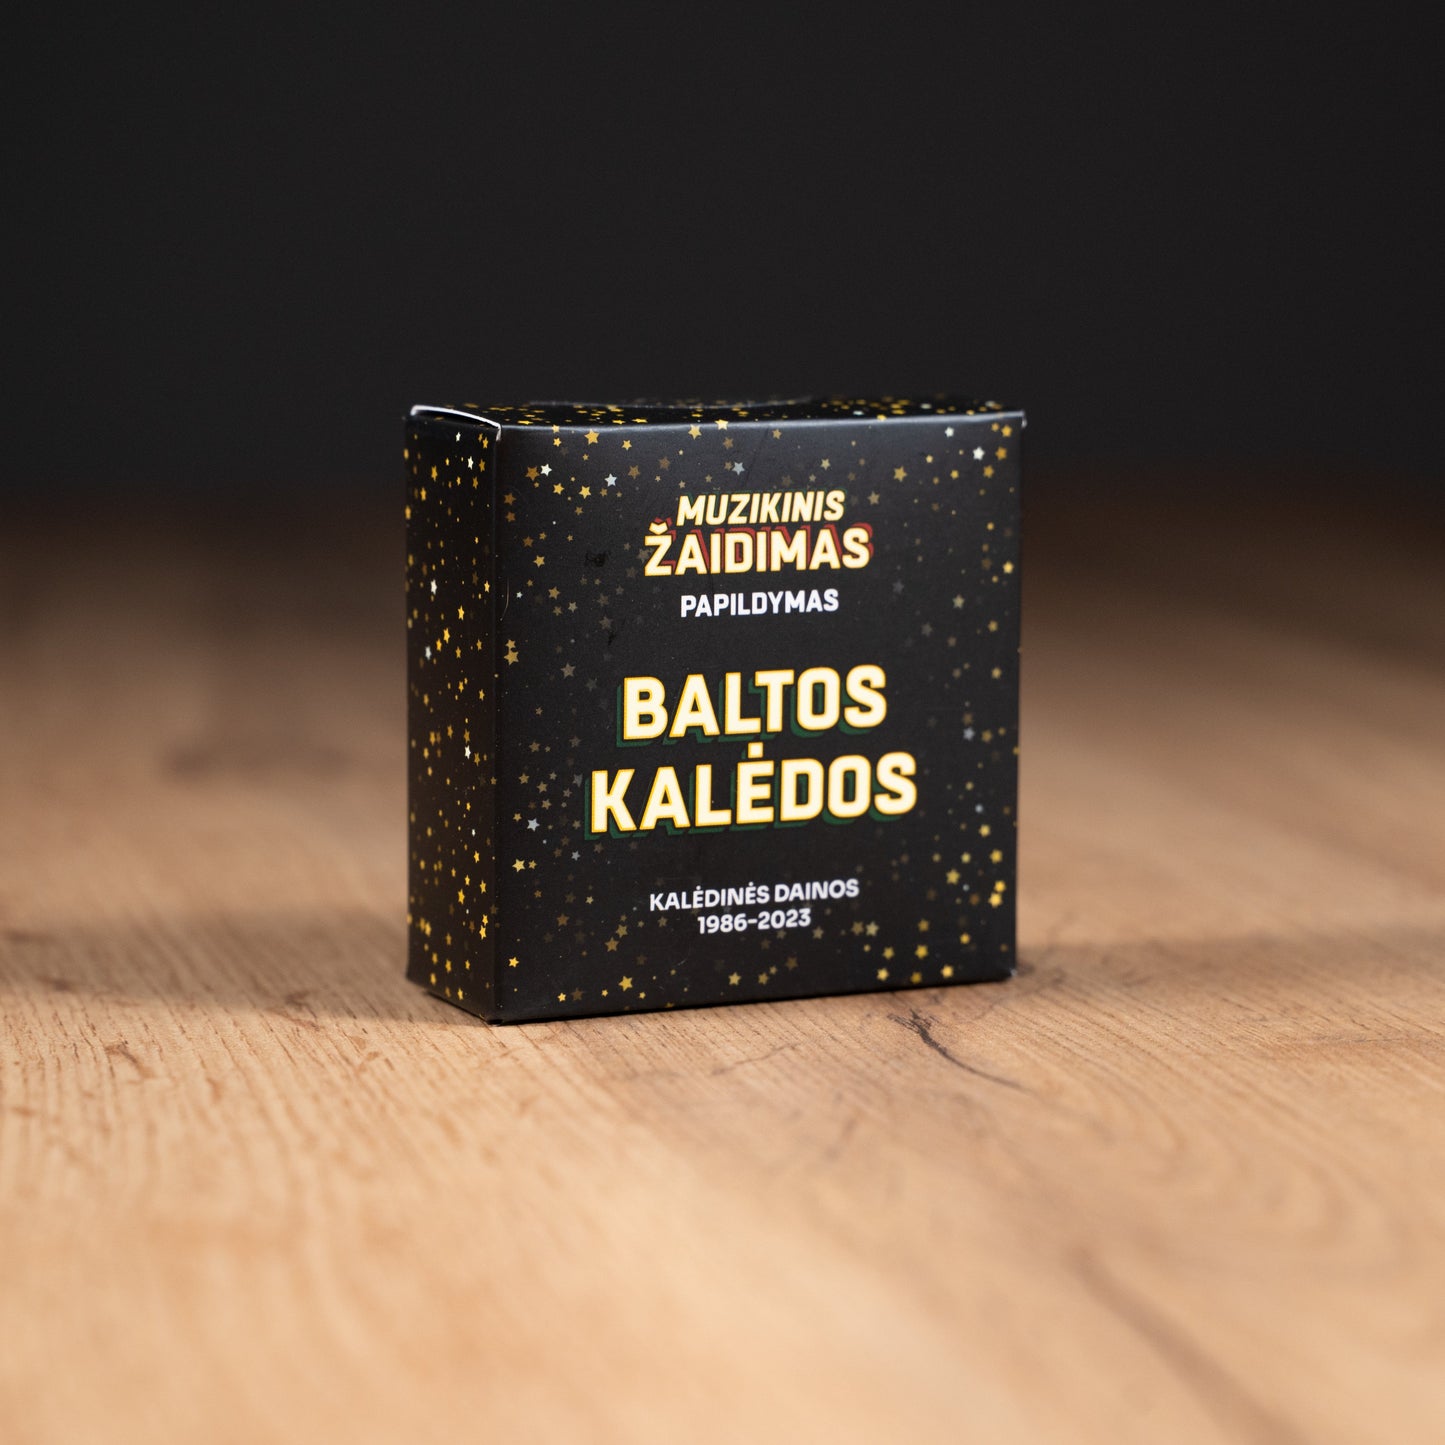 MUZIKINIS
ŽAIDIMAS
PAPILDYMAS
BALTOS
KALĖDOS
KALĖDINĖS DAINOS
1986-2023